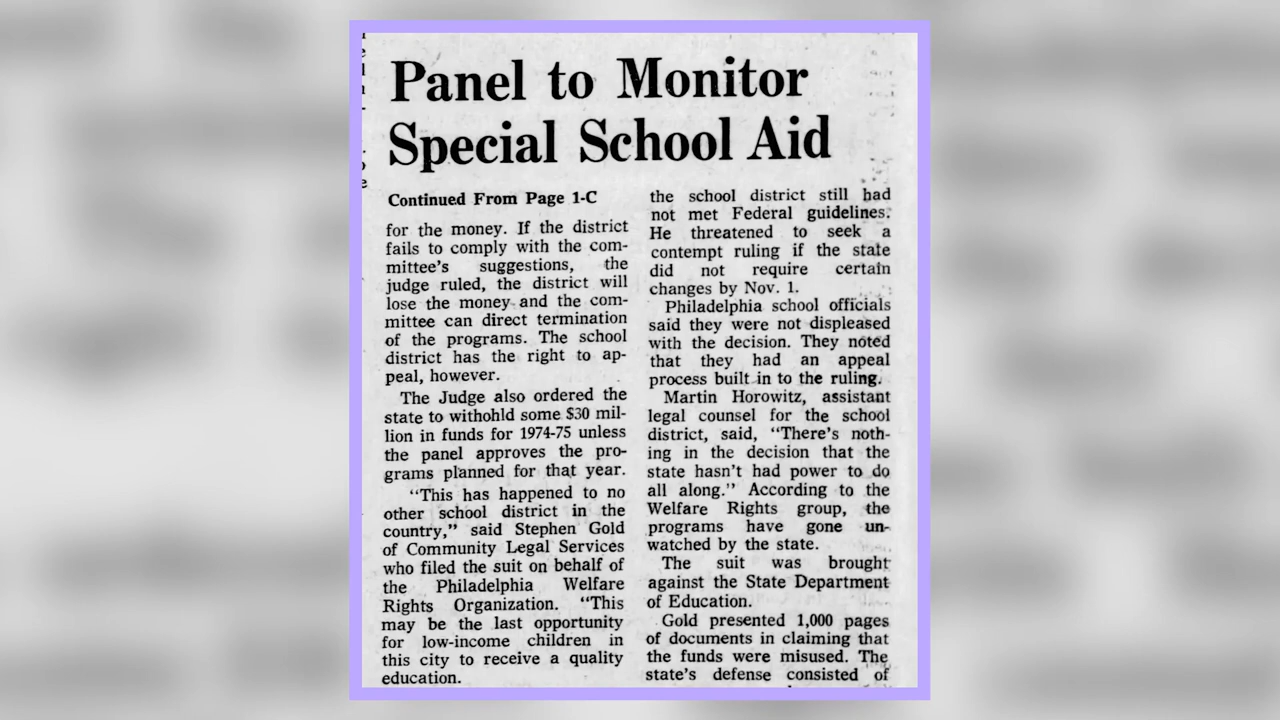 Panel to Monitor
Special School Aid
Continued From Page 1-C
for the money. If the district
fails to comply with the com-
mittee's suggestions, the
judge ruled, the district will
lose the money and the com-
mittee can direct termination
of the programs. The school
district has the right to ap-
peal, however.
The Judge also ordered the
state to withohld some $30 mil-
lion in funds for 1974-75 unless
the panel approves the pro-
grams planned for that year.
"This has happened to no
other school district in the
country," said Stephen Gold
of Community Legal Services
who filed the suit on behalf of
the Philadelphia Welfare
Rights Organization. "This
may be the last opportunity
for low-income children in
this city to receive a quality
education.
the school district still had
not met Federal guidelines.
He threatened to seek a
contempt ruling if the state
did not require certain
changes by Nov. 1.
Philadelphia school officials
said they were not displeased
with the decision. They noted
that they had an appeal
process built in to the ruling.
Martin Horowitz, assistant
legal counsel for the school
district, said, "There's noth-
ing in the decision that the
state hasn't had power to do
all along." According to the
Welfare Rights group, the
programs have gone un-
watched by the state.
The suit was brought
against the State Department
of Education.
Gold presented 1,000 pages
of documents in claiming that
the funds were misused. The
state's defense consisted of